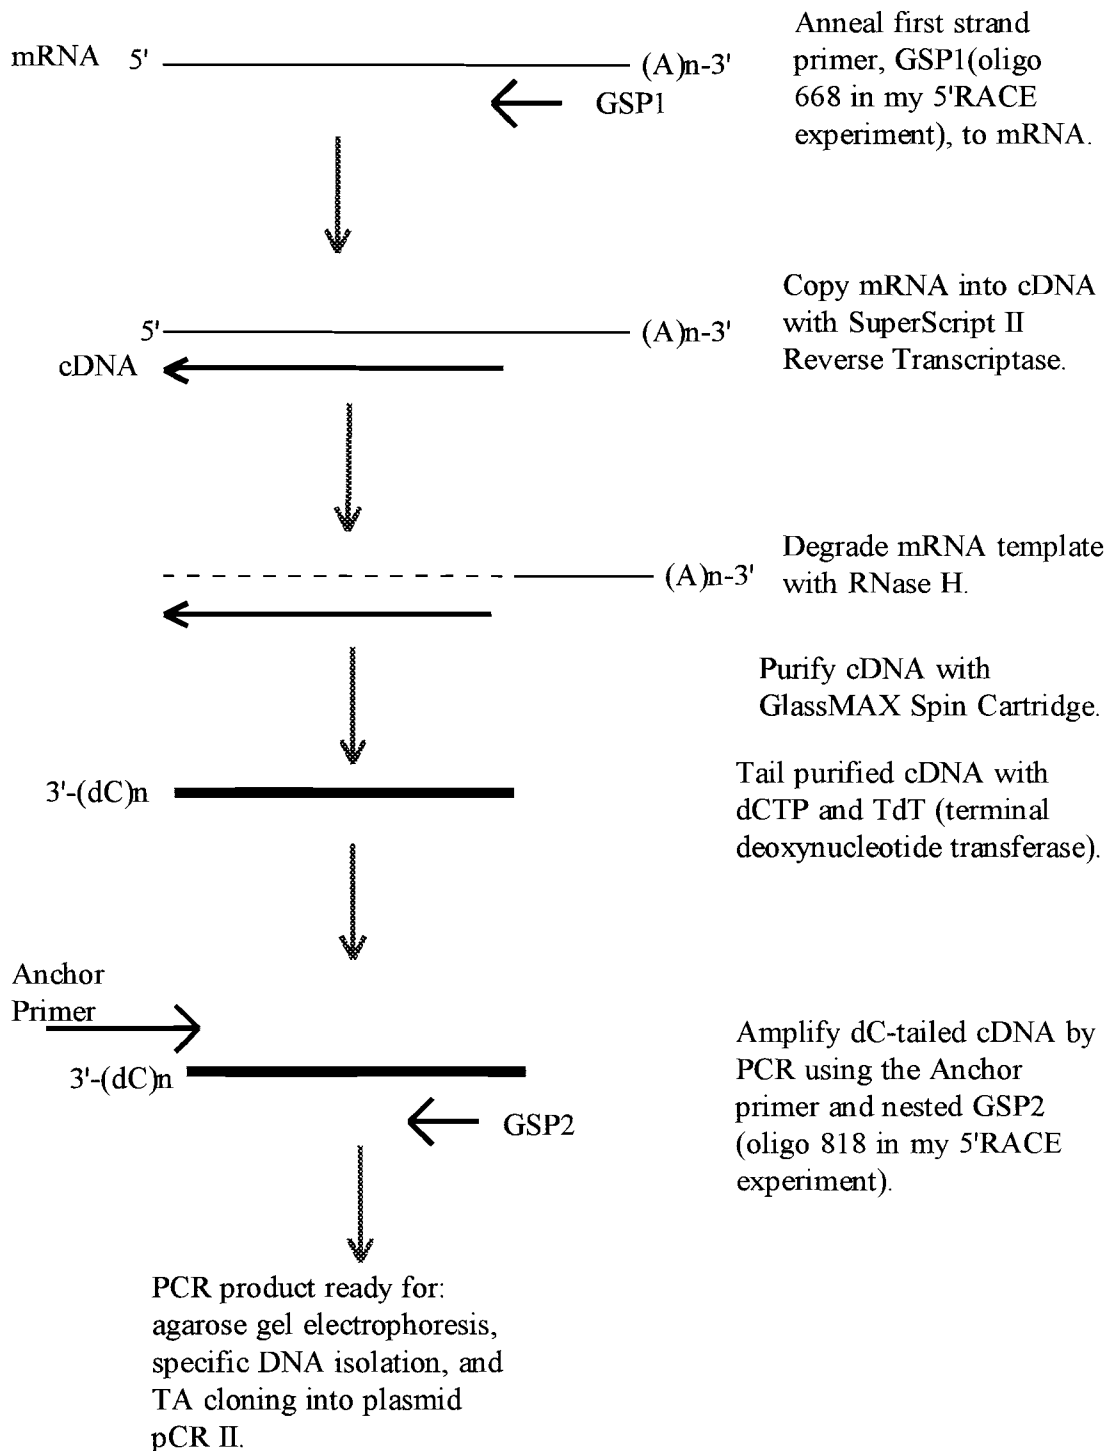 mRNA 5' (A)n-3'
GSP1
Anneal first strand
primer, GSP1(oligo
668 in my 5'RACE
experiment), to mRNA.
5' (A)n-3'
cDNA
Copy mRNA into cDNA
with SuperScript II
Reverse Transcriptase.
(A)n-3'
Degrade mRNA template
with RNase H.
Purify cDNA with
GlassMAX Spin Cartridge.
3'-(dC)n
Tail purified cDNA with
dCTP and TdT (terminal
deoxynucleotide transferase).
Anchor
Primer
3'-(dC)n
GSP2
Amplify dC-tailed cDNA by
PCR using the Anchor
primer and nested GSP2
(oligo 818 in my 5'RACE
experiment).
PCR product ready for:
agarose gel electrophoresis,
specific DNA isolation, and
TA cloning into plasmid
pCR II.